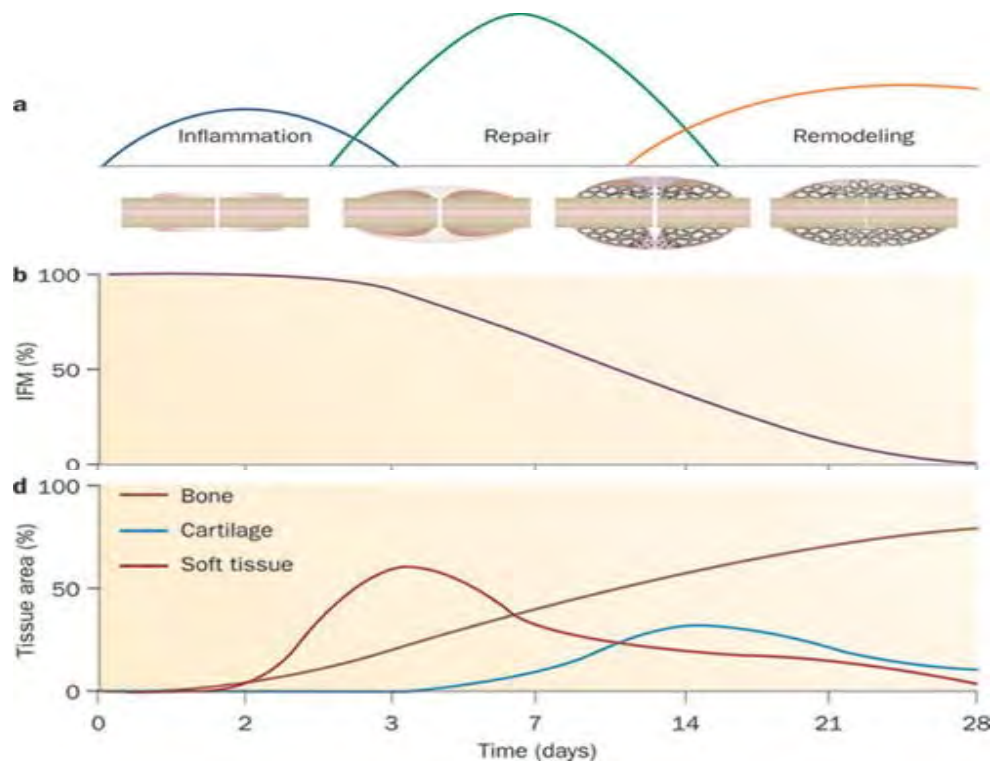 a
Inflammation Repair Remodeling
b 100
50
0
IFM (%)
d 100
50
0
Tissue area (%)
Bone
Cartilage
Soft tissue
0 2 3 7 14 21 28
Time (days)